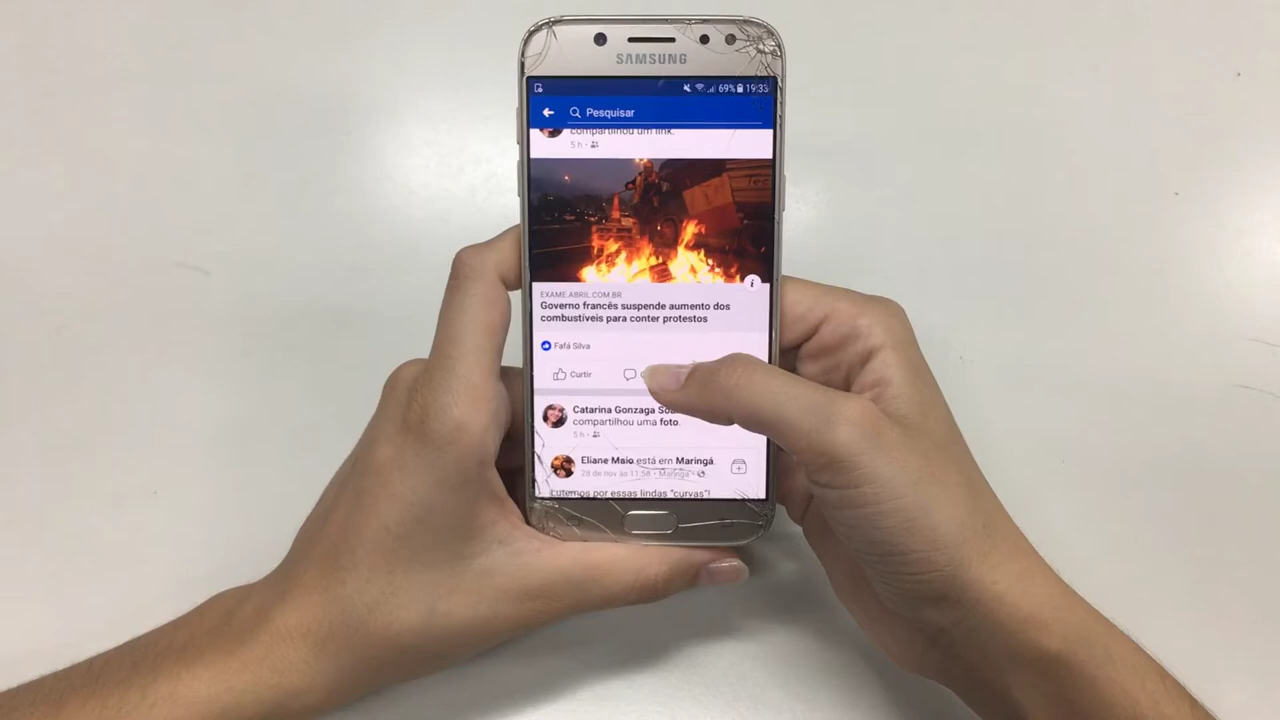 SAMSUNG
69% 19:33
Pesquisar
compartilhou um link.
5 h
EXAME.ABRIL.COM.BR
Governo francês suspende aumento dos
combustíveis para conter protestos
Fafá Silva
Curtir
Catarina Gonzaga
compartilhou uma foto.
5 h
Eliane Maio está em Maringá.
28 de nov às 11:58 • Maringá
Lutemos por essas lindas "curvas"!